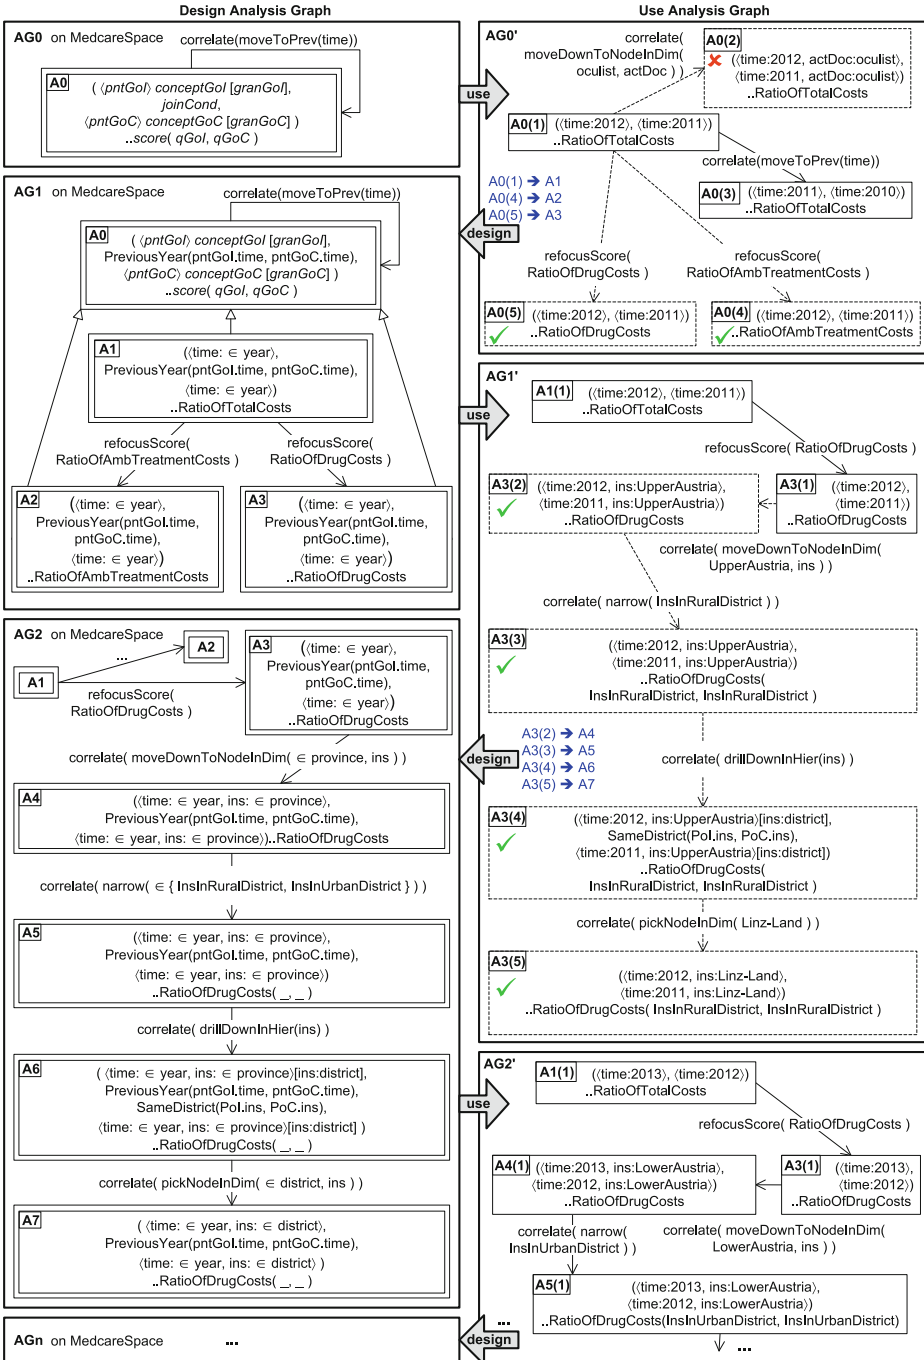 Design Analysis Graph
AG0 on MedcareSpace
correlate(moveToPrev(time))
A0
( ⟨pntGoI⟩ conceptGoI [granGoI],
joinCond,
⟨pntGoC⟩ conceptGoC [granGoC] )
..score( qGoI, qGoC )
use
AG1 on MedcareSpace
correlate(moveToPrev(time))
A0
( ⟨pntGoI⟩ conceptGoI [granGoI],
PreviousYear(pntGoI.time, pntGoC.time),
⟨pntGoC⟩ conceptGoC [granGoC] )
..score( qGoI, qGoC )
A1
(⟨time: ∈ year⟩,
PreviousYear(pntGoI.time, pntGoC.time),
⟨time: ∈ year⟩)
..RatioOfTotalCosts
refocusScore(
RatioOfAmbTreatmentCosts )
refocusScore(
RatioOfDrugCosts )
A2
(⟨time: ∈ year⟩,
PreviousYear(pntGoI.time,
pntGoC.time),
⟨time: ∈ year⟩)
..RatioOfAmbTreatmentCosts
A3
(⟨time: ∈ year⟩,
PreviousYear(pntGoI.time,
pntGoC.time),
⟨time: ∈ year⟩)
..RatioOfDrugCosts
design
A0(1) ➔ A1
A0(4) ➔ A2
A0(5) ➔ A3
use
AG2 on MedcareSpace
A1
...
A2
refocusScore(
RatioOfDrugCosts )
A3
(⟨time: ∈ year⟩,
PreviousYear(pntGoI.time,
pntGoC.time),
⟨time: ∈ year⟩)
..RatioOfDrugCosts
correlate( moveDownToNodeInDim( ∈ province, ins ) )
A4
(⟨time: ∈ year, ins: ∈ province⟩,
PreviousYear(pntGoI.time, pntGoC.time),
⟨time: ∈ year, ins: ∈ province⟩)..RatioOfDrugCosts
correlate( narrow( ∈ { InsInRuralDistrict, InsInUrbanDistrict } ) )
A5
(⟨time: ∈ year, ins: ∈ province⟩,
PreviousYear(pntGoI.time, pntGoC.time),
⟨time: ∈ year, ins: ∈ province⟩)
..RatioOfDrugCosts( _, _ )
correlate( drillDownInHier(ins) )
A6
( ⟨time: ∈ year, ins: ∈ province⟩[ins:district],
PreviousYear(pntGoI.time, pntGoC.time),
SameDistrict(PoI.ins, PoC.ins),
⟨time: ∈ year, ins: ∈ province⟩[ins:district] )
..RatioOfDrugCosts( _, _ )
correlate( pickNodeInDim( ∈ district, ins ) )
A7
( ⟨time: ∈ year, ins: ∈ district⟩,
PreviousYear(pntGoI.time, pntGoC.time),
⟨time: ∈ year, ins: ∈ district⟩ )
..RatioOfDrugCosts( _, _ )
design
A3(2) ➔ A4
A3(3) ➔ A5
A3(4) ➔ A6
A3(5) ➔ A7
use
AGn on MedcareSpace ...
design
...
Use Analysis Graph
AG0'
correlate(
moveDownToNodeInDim(
oculist, actDoc ) )
A0(2)
(⟨time:2012, actDoc:oculist⟩,
⟨time:2011, actDoc:oculist⟩)
..RatioOfTotalCosts
A0(1)
(⟨time:2012⟩, ⟨time:2011⟩)
..RatioOfTotalCosts
correlate(moveToPrev(time))
A0(3)
(⟨time:2011⟩, ⟨time:2010⟩)
..RatioOfTotalCosts
refocusScore(
RatioOfDrugCosts )
refocusScore(
RatioOfAmbTreatmentCosts )
A0(5)
(⟨time:2012⟩, ⟨time:2011⟩)
..RatioOfDrugCosts
A0(4)
(⟨time:2012⟩, ⟨time:2011⟩)
..RatioOfAmbTreatmentCosts
AG1'
A1(1)
(⟨time:2012⟩, ⟨time:2011⟩)
..RatioOfTotalCosts
refocusScore( RatioOfDrugCosts )
A3(2)
(⟨time:2012, ins:UpperAustria⟩,
⟨time:2011, ins:UpperAustria⟩)
..RatioOfDrugCosts
A3(1)
(⟨time:2012⟩,
⟨time:2011⟩)
..RatioOfDrugCosts
correlate( moveDownToNodeInDim(
UpperAustria, ins ) )
correlate( narrow( InsInRuralDistrict ) )
A3(3)
(⟨time:2012, ins:UpperAustria⟩,
⟨time:2011, ins:UpperAustria⟩)
..RatioOfDrugCosts(
InsInRuralDistrict, InsInRuralDistrict )
correlate( drillDownInHier(ins) )
A3(4)
(⟨time:2012, ins:UpperAustria⟩[ins:district],
SameDistrict(PoI.ins, PoC.ins),
⟨time:2011, ins:UpperAustria⟩[ins:district])
..RatioOfDrugCosts(
InsInRuralDistrict, InsInRuralDistrict )
correlate( pickNodeInDim( Linz-Land ) )
A3(5)
(⟨time:2012, ins:Linz-Land⟩,
⟨time:2011, ins:Linz-Land⟩)
..RatioOfDrugCosts( InsInRuralDistrict, InsInRuralDistrict )
AG2'
A1(1)
(⟨time:2013⟩, ⟨time:2012⟩)
..RatioOfTotalCosts
refocusScore( RatioOfDrugCosts )
A4(1)
(⟨time:2013, ins:LowerAustria⟩,
⟨time:2012, ins:LowerAustria⟩)
..RatioOfDrugCosts
A3(1)
(⟨time:2013⟩,
⟨time:2012⟩)
..RatioOfDrugCosts
correlate( narrow(
InsInUrbanDistrict ) )
correlate( moveDownToNodeInDim(
LowerAustria, ins ) )
A5(1)
(⟨time:2013, ins:LowerAustria⟩,
⟨time:2012, ins:LowerAustria⟩)
..RatioOfDrugCosts(InsInUrbanDistrict, InsInUrbanDistrict)
...